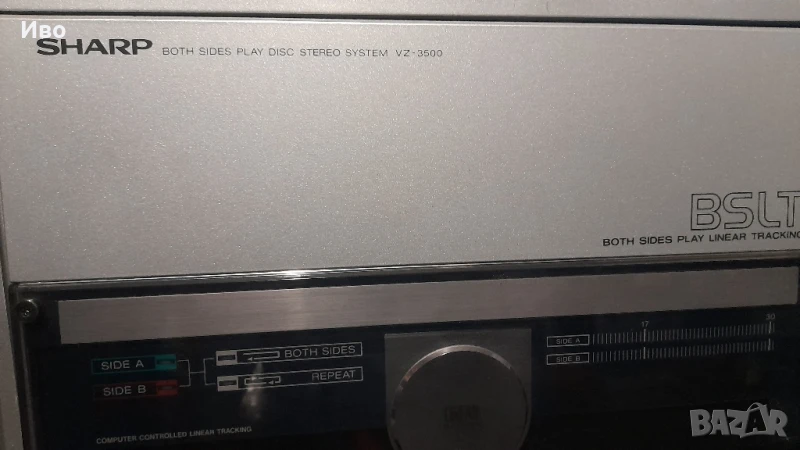 Иво
SHARP BOTH SIDES PLAY DISC STEREO SYSTEM VZ-3500
BSLT
BOTH SIDES PLAY LINEAR TRACKING
17 30
SIDE A BOTH SIDES SIDE A
SIDE B REPEAT SIDE B
COMPUTER CONTROLLED LINEAR TRACKING
BAZAR